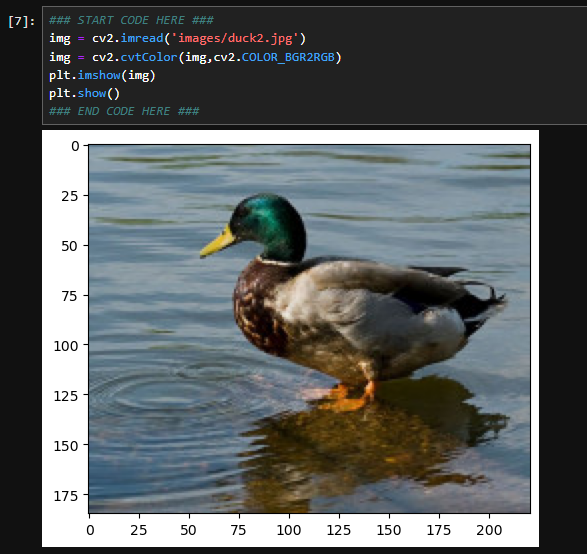 [7]: ### START CODE HERE ###
img = cv2.imread('images/duck2.jpg')
img = cv2.cvtColor(img,cv2.COLOR_BGR2RGB)
plt.imshow(img)
plt.show()
### END CODE HERE ###
0
25
50
75
100
125
150
175
0 25 50 75 100 125 150 175 200